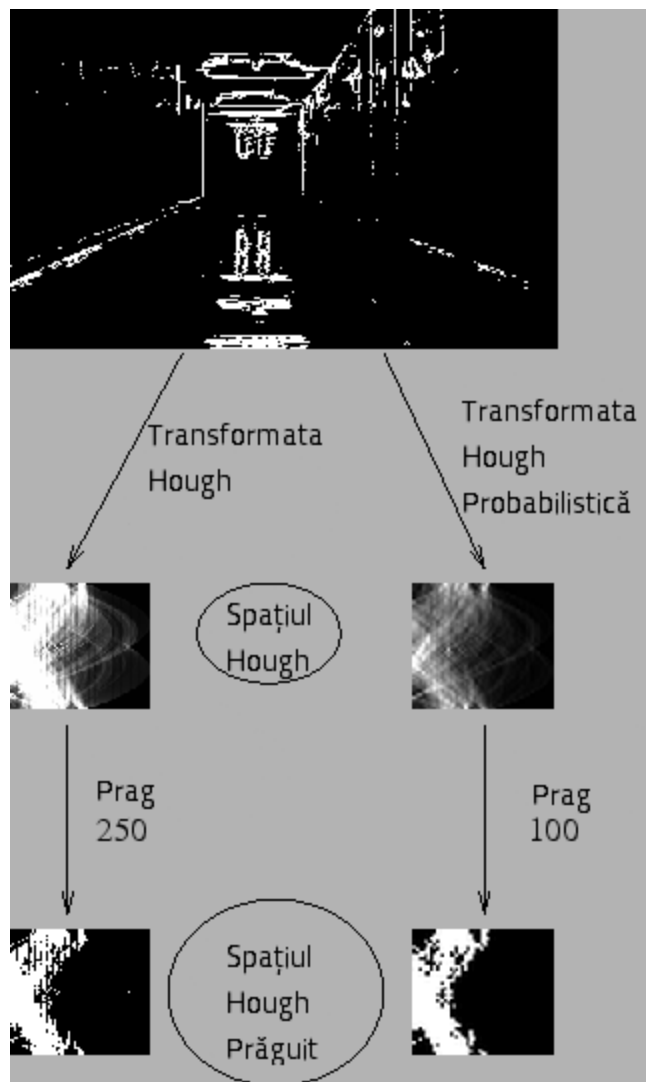 Transformata
Hough
Transformata
Hough
Probabilistică
Spațiul
Hough
Prag
250
Prag
100
Spațiul
Hough
Prăguit